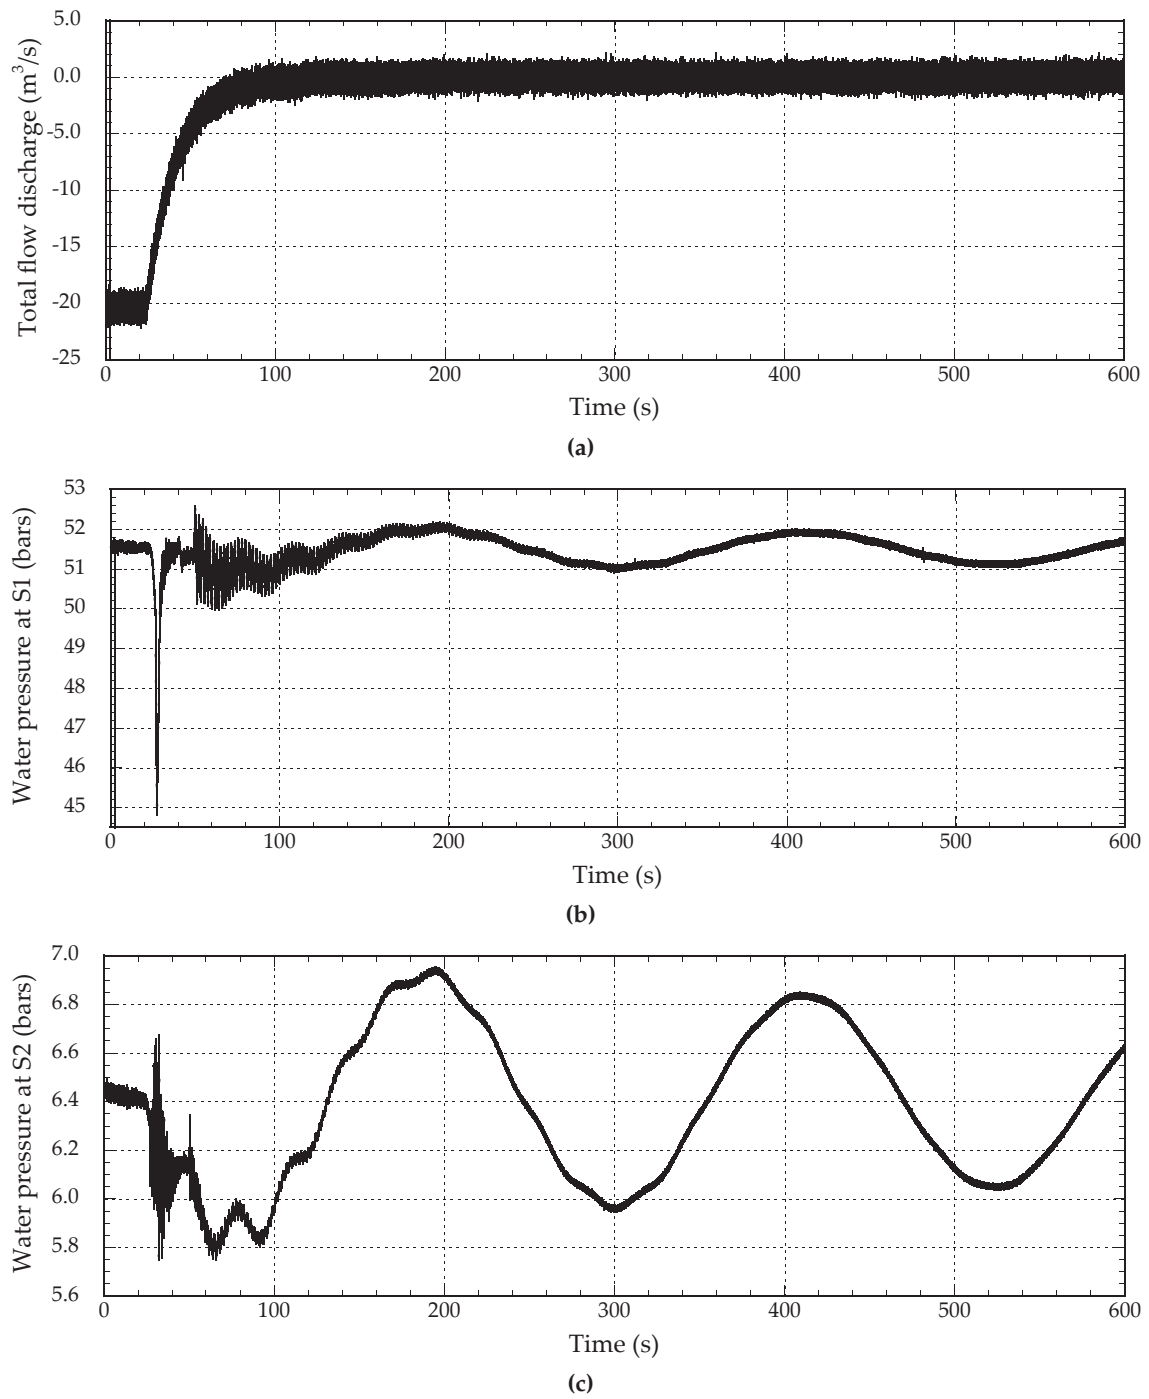 5.0
0.0
-5.0
-10
-15
-20
-25
Total flow discharge (m³/s)
0 100 200 300 400 500 600
Time (s)
(a)
53
52
51
50
49
48
47
46
45
Water pressure at S1 (bars)
0 100 200 300 400 500 600
Time (s)
(b)
7.0
6.8
6.6
6.4
6.2
6.0
5.8
5.6
Water pressure at S2 (bars)
0 100 200 300 400 500 600
Time (s)
(c)